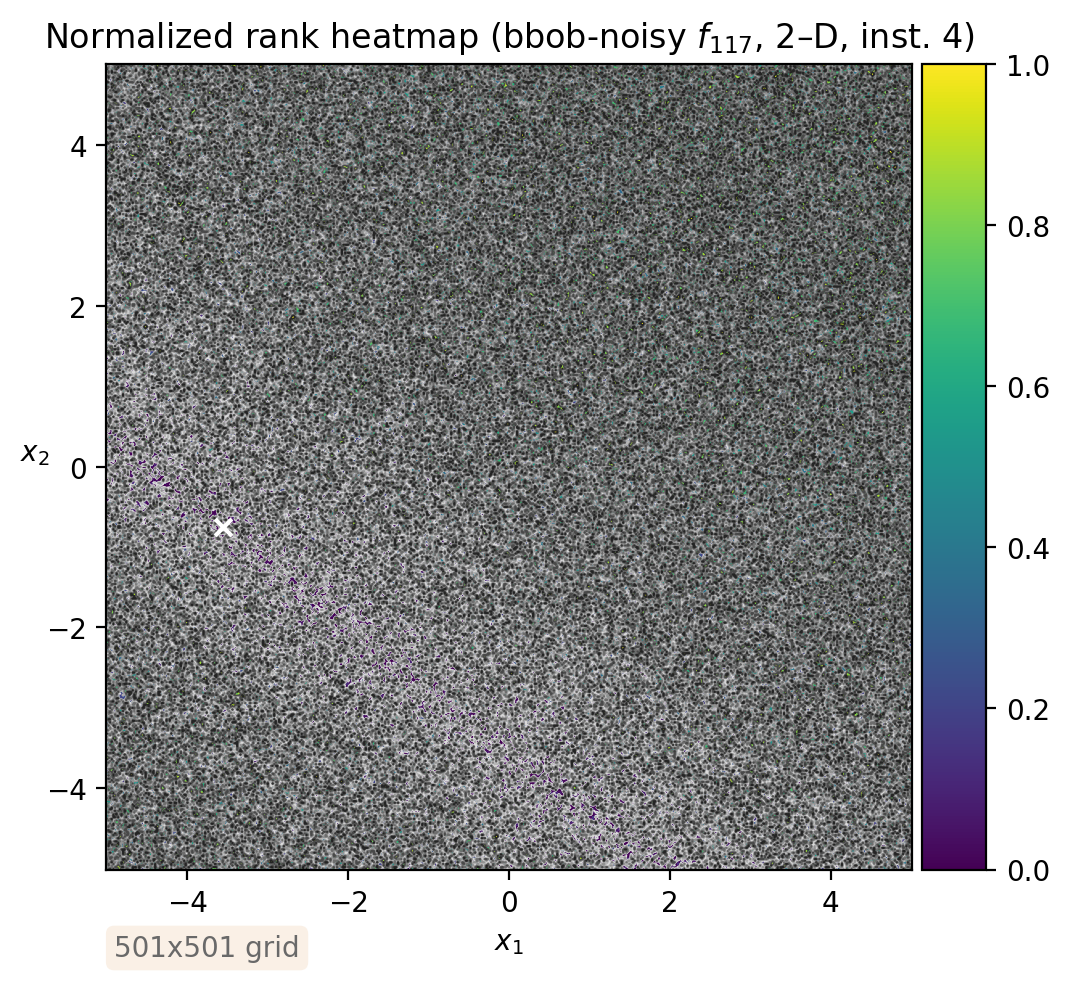 Normalized rank heatmap (bbob-noisy f₁₁₇, 2–D, inst. 4)
1.0
0.8
0.6
0.4
0.2
0.0
4
2
0
−2
−4
x₂
−4 −2 0 2 4
x₁
501x501 grid